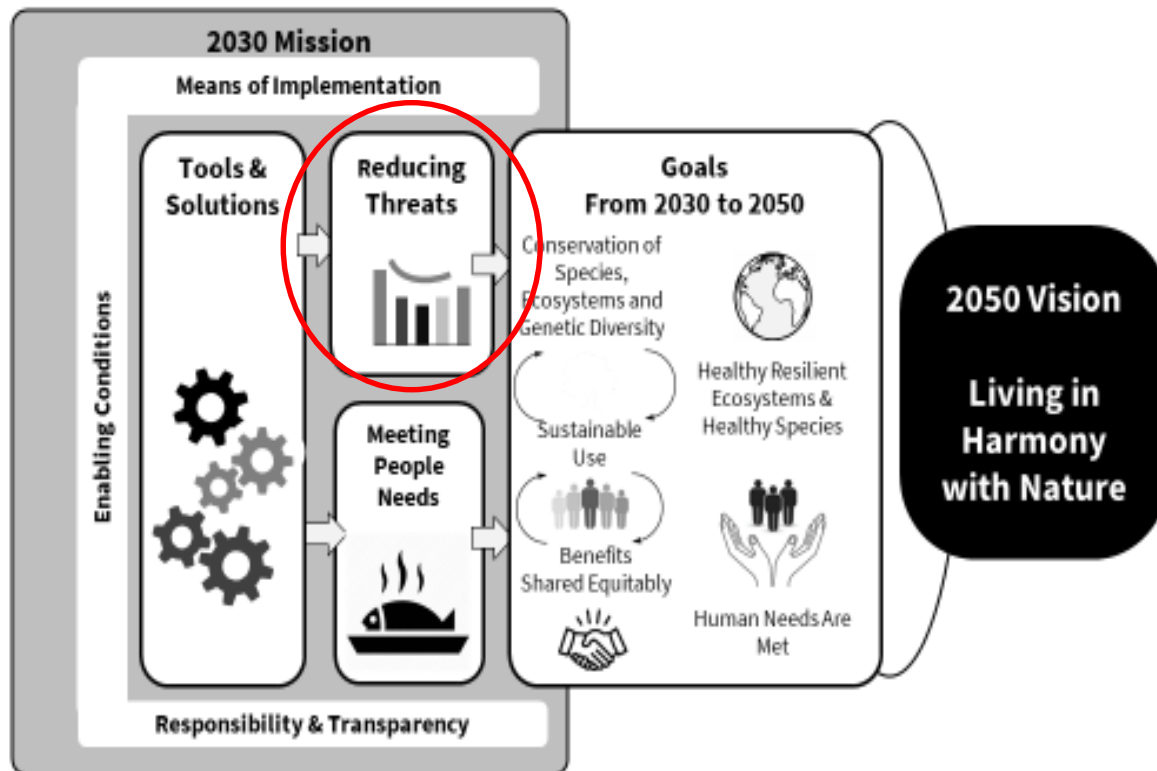 2030 Mission
Means of Implementation
Enabling Conditions
Tools &
Solutions
Reducing
Threats
Meeting
People
Needs
Responsibility & Transparency
Goals
From 2030 to 2050
Conservation of
Species,
Ecosystems and
Genetic Diversity
Sustainable
Use
Benefits
Shared Equitably
Healthy Resilient
Ecosystems &
Healthy Species
Human Needs Are
Met
2050 Vision
Living in
Harmony
with Nature